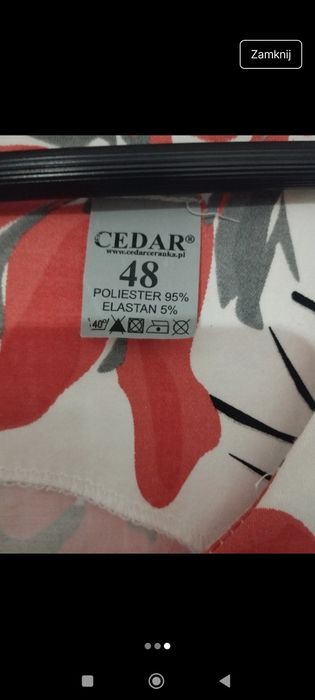 Zamknij
CEDAR®
www.cedarceranka.pl
48
POLIESTER 95%
ELASTAN 5%
40°